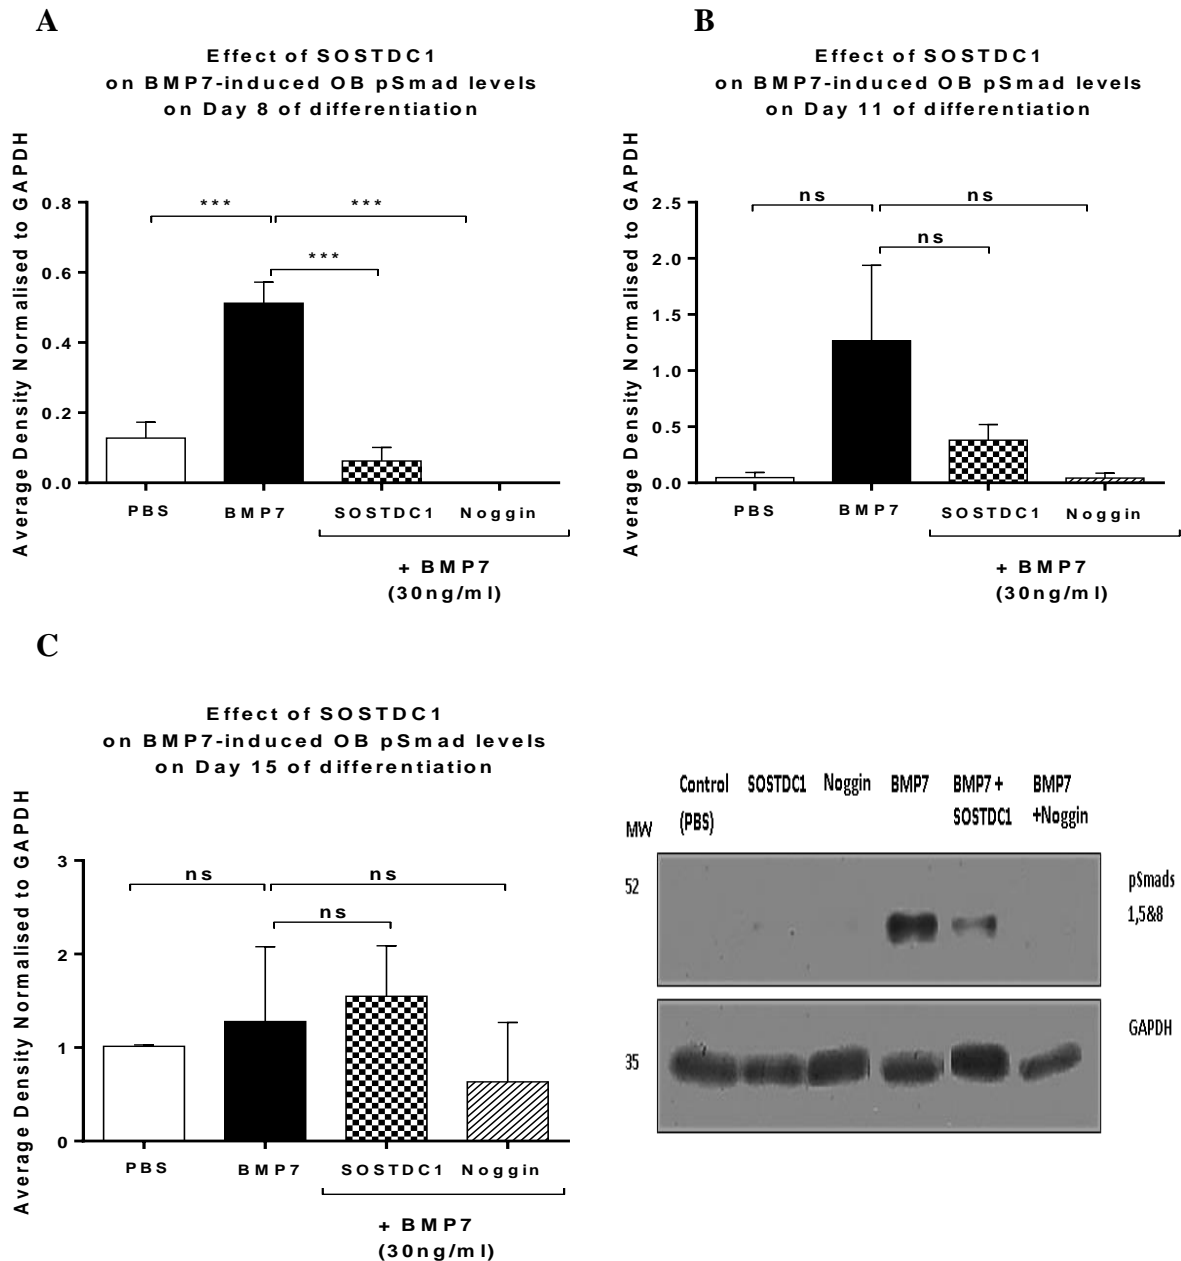 A
Effect of SOSTDC1
on BMP7-induced OB pSmad levels
on Day 8 of differentiation
Average Density Normalised to GAPDH
0.8
0.6
0.4
0.2
0.0
***
***
***
PBS
BMP7
SOSTDC1
Noggin
+ BMP7
(30ng/ml)
B
Effect of SOSTDC1
on BMP7-induced OB pSmad levels
on Day 11 of differentiation
Average Density Normalised to GAPDH
2.5
2.0
1.5
1.0
0.5
0.0
ns
ns
ns
PBS
BMP7
SOSTDC1
Noggin
+ BMP7
(30ng/ml)
C
Effect of SOSTDC1
on BMP7-induced OB pSmad levels
on Day 15 of differentiation
Average Density Normalised to GAPDH
3
2
1
0
ns
ns
ns
PBS
BMP7
SOSTDC1
Noggin
+ BMP7
(30ng/ml)
Control
(PBS)
SOSTDC1
Noggin
BMP7
BMP7 +
SOSTDC1
BMP7
+Noggin
MW
52
pSmads
1,5&8
35
GAPDH